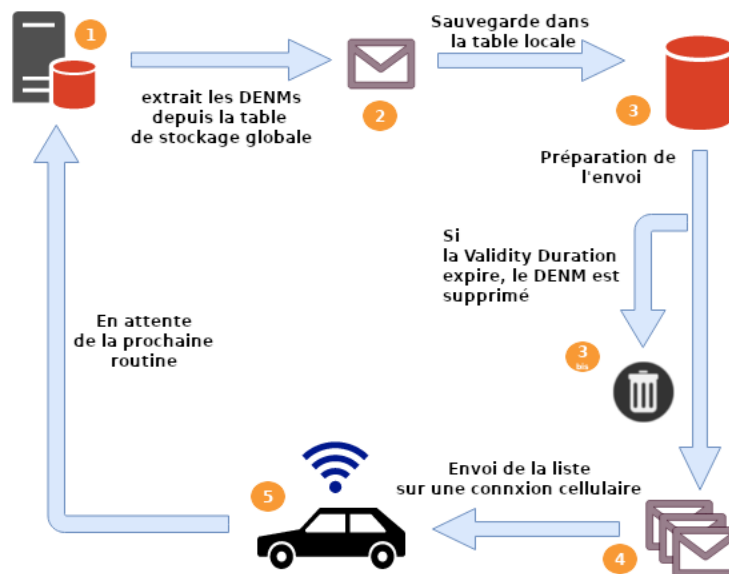 1
extrait les DENMs
depuis la table
de stockage globale
2
Sauvegarde dans
la table locale
3
Préparation de
l'envoi
Si
la Validity Duration
expire, le DENM est
supprimé
3
bis
Envoi de la liste
sur une connxion cellulaire
4
5
En attente
de la prochaine
routine